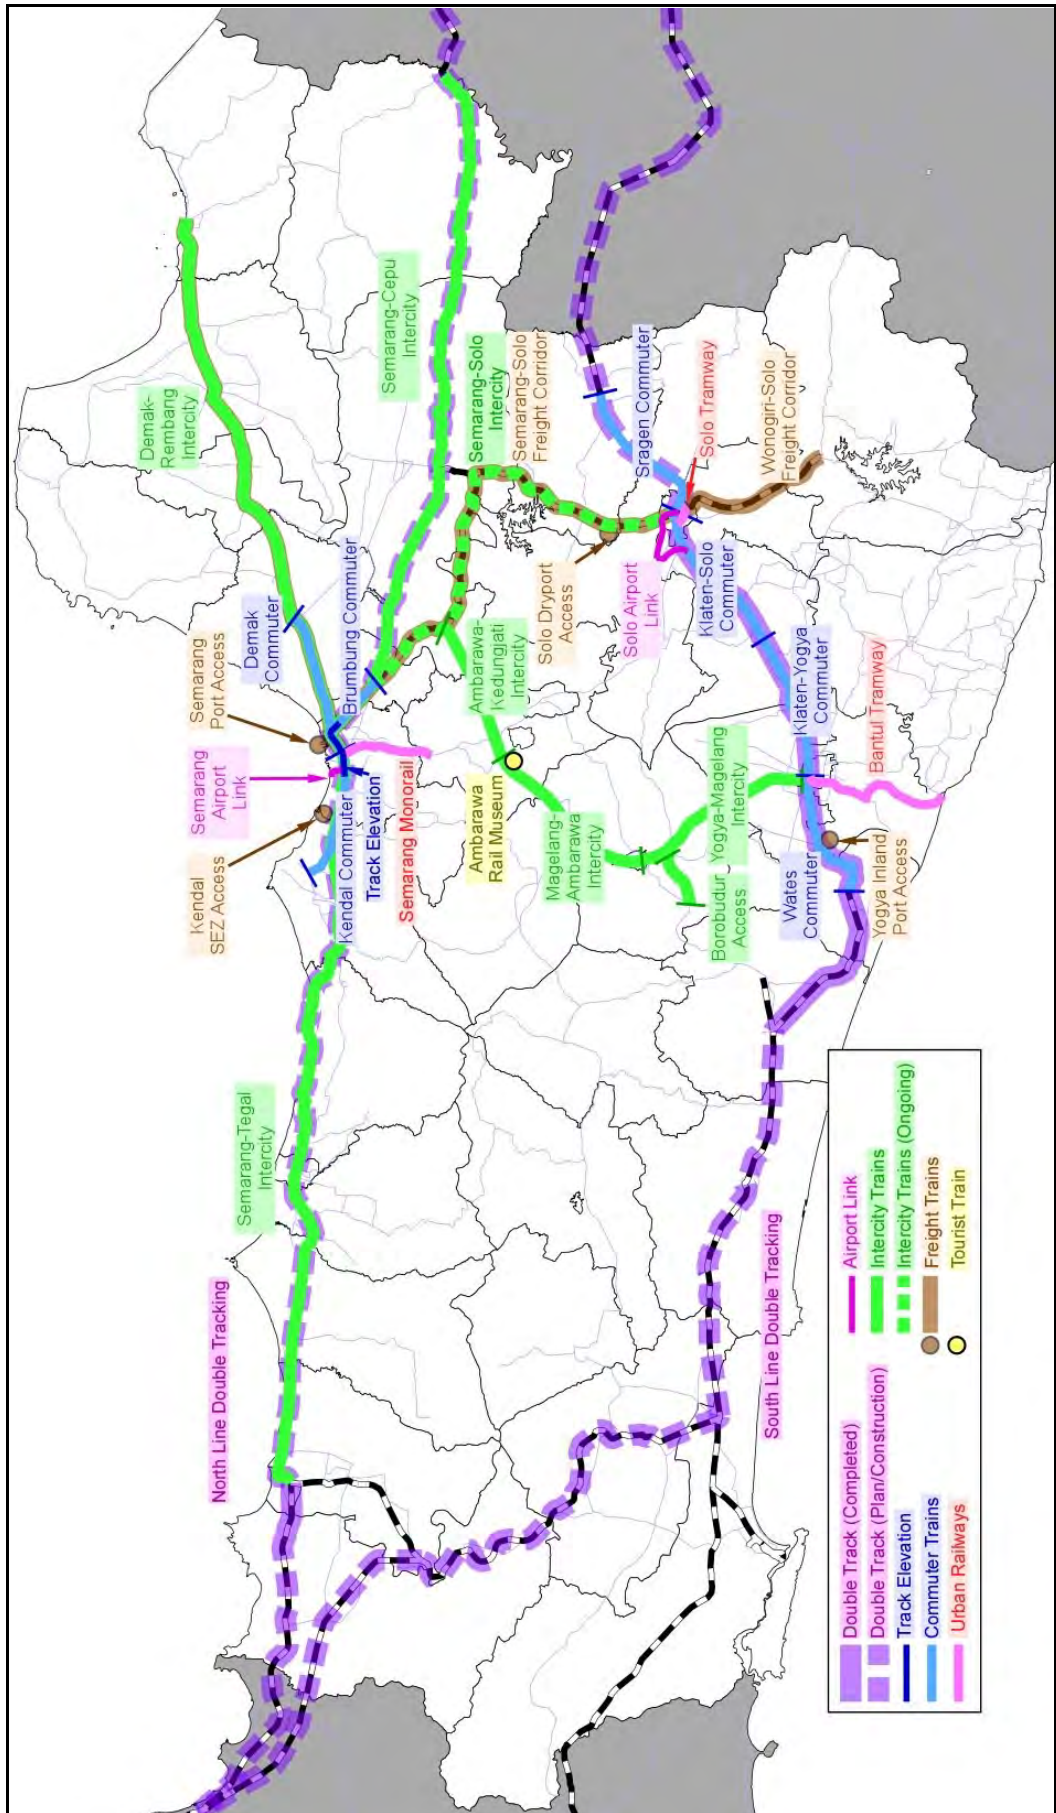 North Line Double Tracking
Semarang-Tegal
Intercity
Kendal
SEZ Access
Semarang
Airport
Link
Semarang
Port Access
Demak
Commuter
Demak-
Rembang
Intercity
Kendal Commuter
Track Elevation
Semarang Monorail
Brumbung Commuter
Semarang-Cepu
Intercity
Semarang-Solo
Intercity
Semarang-Solo
Freight Corridor
Ambarawa
Rail Museum
Ambarawa-
Kedungjati
Intercity
Magelang-
Ambarawa
Intercity
Solo Dryport
Access
Solo Airport
Link
Sragen Commuter
Solo Tramway
Wonogiri-Solo
Freight Corridor
Klaten-Solo
Commuter
Borobudur
Access
Yogya-Magelang
Intercity
Wates
Commuter
Klaten-Yogya
Commuter
Bantul Tramway
Yogya Inland
Port Access
South Line Double Tracking
Double Track (Completed)
Double Track (Plan/Construction)
Track Elevation
Commuter Trains
Urban Railways
Airport Link
Intercity Trains
Intercity Trains (Ongoing)
Freight Trains
Tourist Train